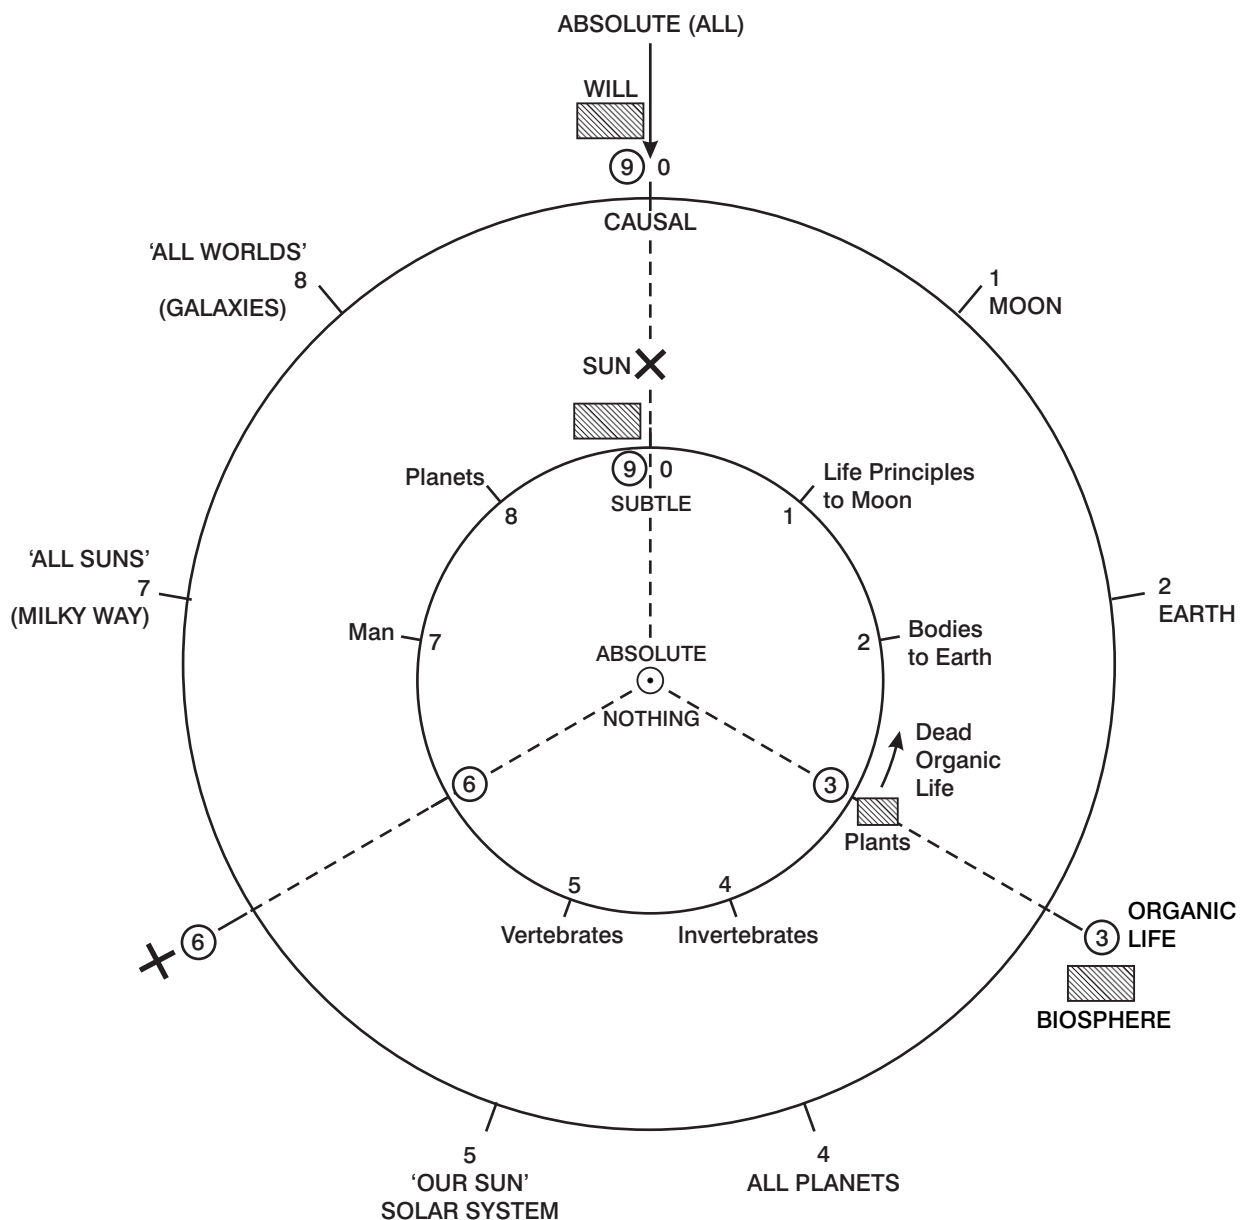 ABSOLUTE (ALL)
WILL
9 0
CAUSAL
'ALL WORLDS'
8
(GALAXIES)
1
MOON
SUN
9 0
SUBTLE
Planets
8
Life Principles
to Moon
1
'ALL SUNS'
7
(MILKY WAY)
2
EARTH
Man
7
2
Bodies
to Earth
ABSOLUTE
NOTHING
Dead
Organic
Life
6
3
Plants
5
Vertebrates
4
Invertebrates
6
3
ORGANIC
LIFE
BIOSPHERE
5
'OUR SUN'
SOLAR SYSTEM
4
ALL PLANETS